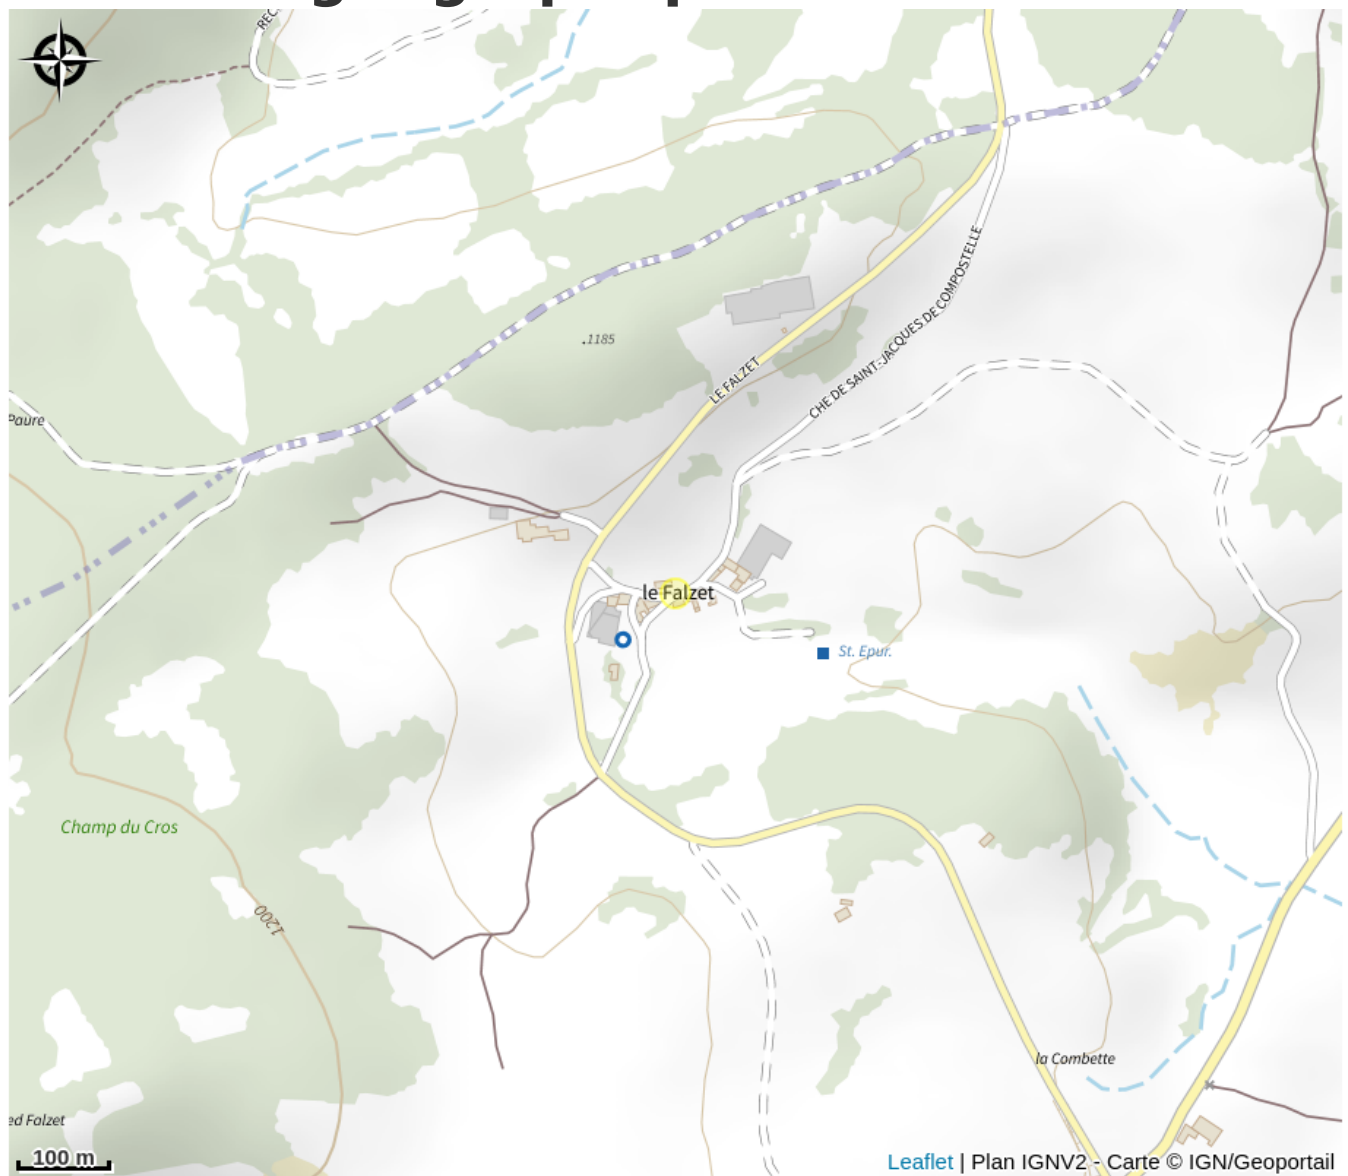 .1185
LE FALZET
CHE DE SAINT-JACQUES DE COMPOSTELLE
Paure
le Falzet
St. Epur.
Champ du Cros
1200
la Combette
ed Falzet
100 m
Leaflet | Plan IGNV2 - Carte © IGN/Geoportail